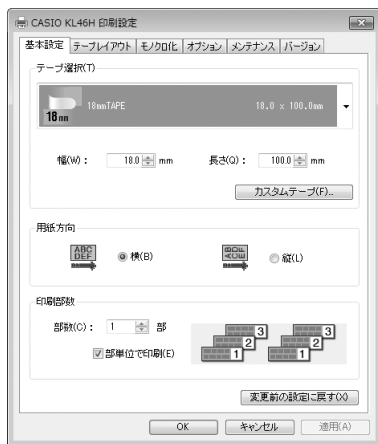 CASIO KL46H 印刷設定
基本設定 テープレイアウト モノクロ化 オプション メンテナンス バージョン
テープ選択(T)
18mmTAPE 18.0 x 100.0mm
18mm
幅(W)： 18.0 mm 長さ(Q)： 100.0 mm
カスタムテープ(F)...
用紙方向
ABC
DEF
横(B)
ABC
DEF
縦(L)
印刷部数
部数(C)： 1 部
部単位で印刷(E)
3 3
2 2
1 1
変更前の設定に戻す(X)
OK キャンセル 適用(A)